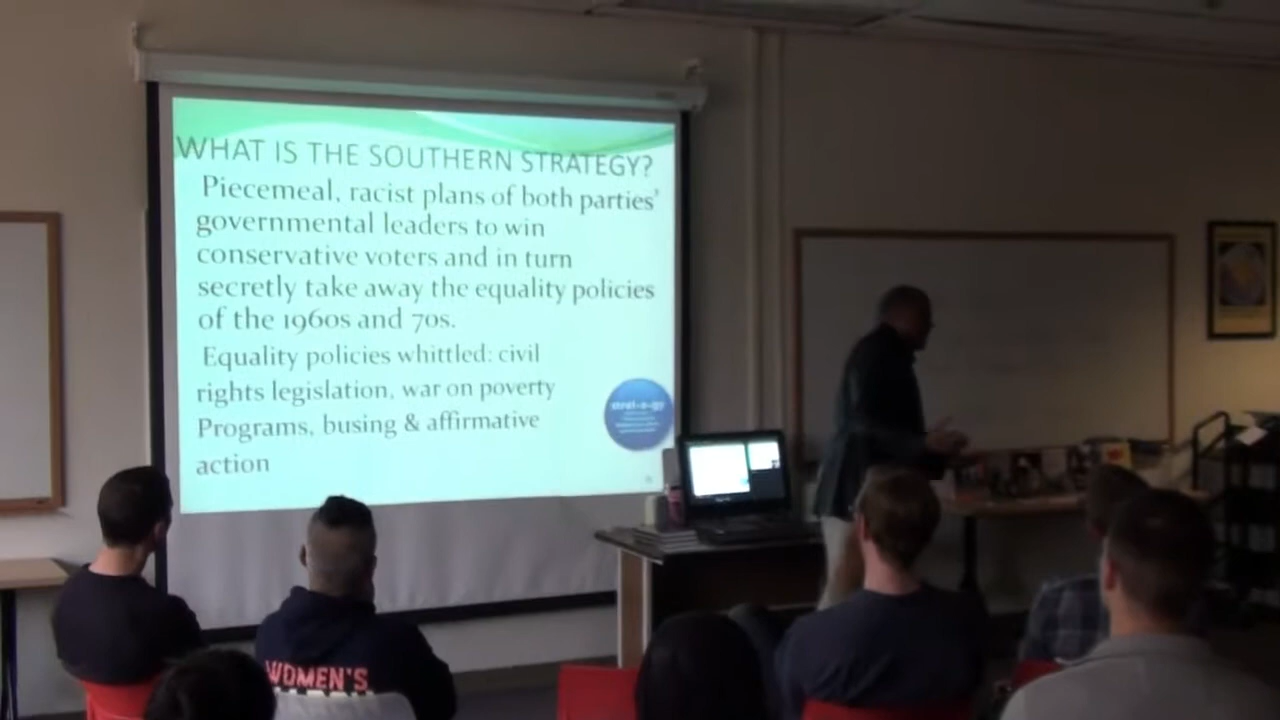 WHAT IS THE SOUTHERN STRATEGY?
Piecemeal, racist plans of both parties'
governmental leaders to win
conservative voters and in turn
secretly take away the equality policies
of the 1960s and 70s.
Equality policies whittled: civil
rights legislation, war on poverty
Programs, busing & affirmative
action
strat-e-gy
WOMEN'S